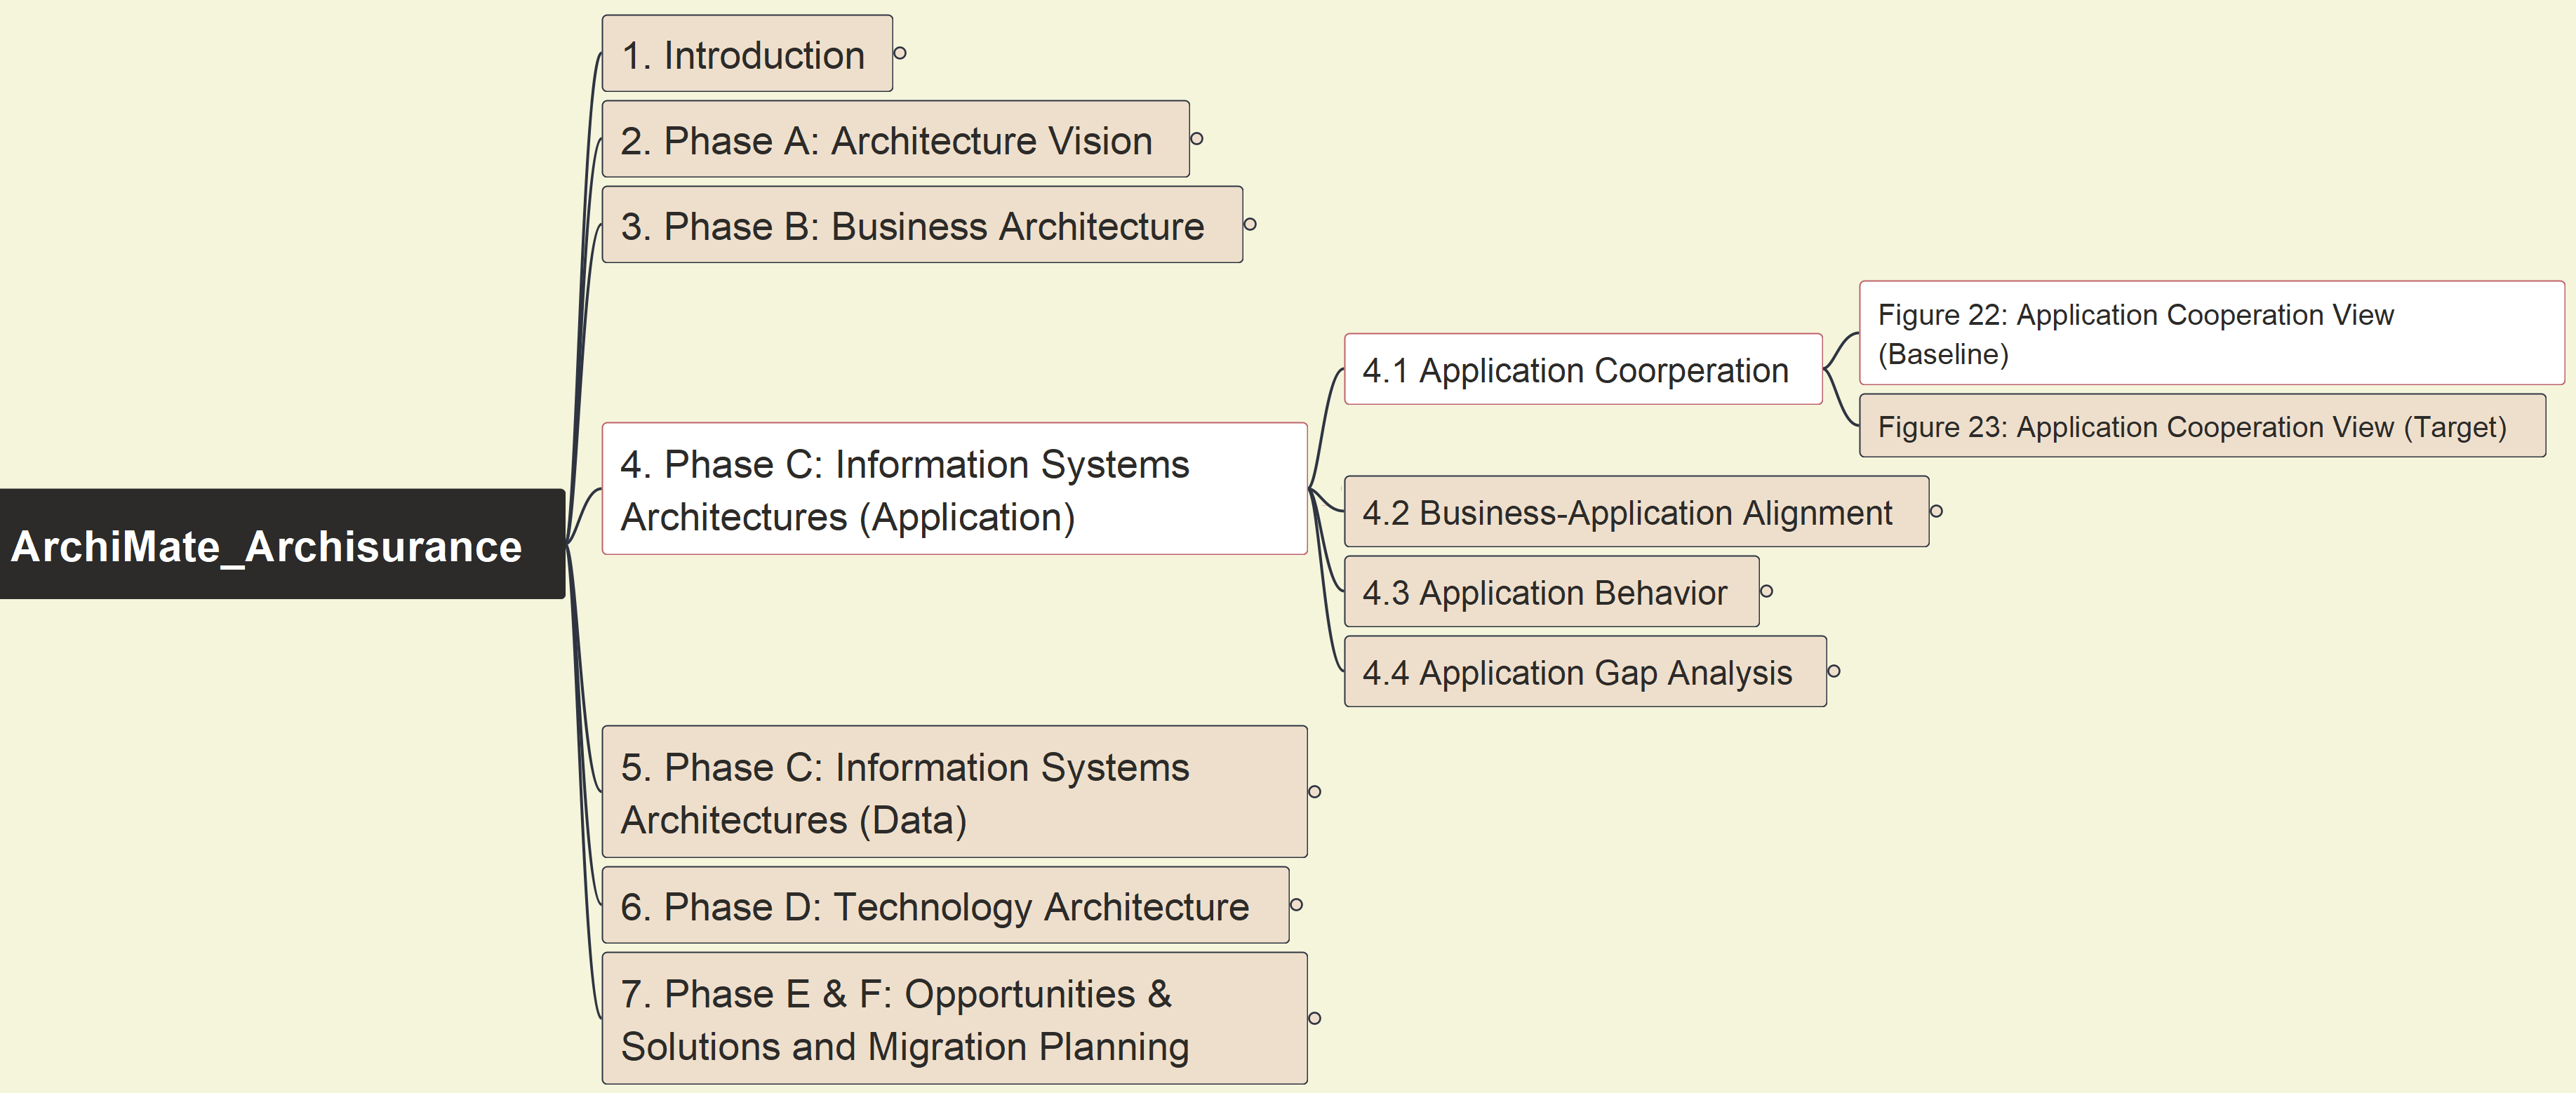 ArchiMate_Archisurance
1. Introduction
2. Phase A: Architecture Vision
3. Phase B: Business Architecture
4. Phase C: Information Systems
Architectures (Application)
4.1 Application Coorperation
Figure 22: Application Cooperation View
(Baseline)
Figure 23: Application Cooperation View (Target)
4.2 Business-Application Alignment
4.3 Application Behavior
4.4 Application Gap Analysis
5. Phase C: Information Systems
Architectures (Data)
6. Phase D: Technology Architecture
7. Phase E & F: Opportunities &
Solutions and Migration Planning